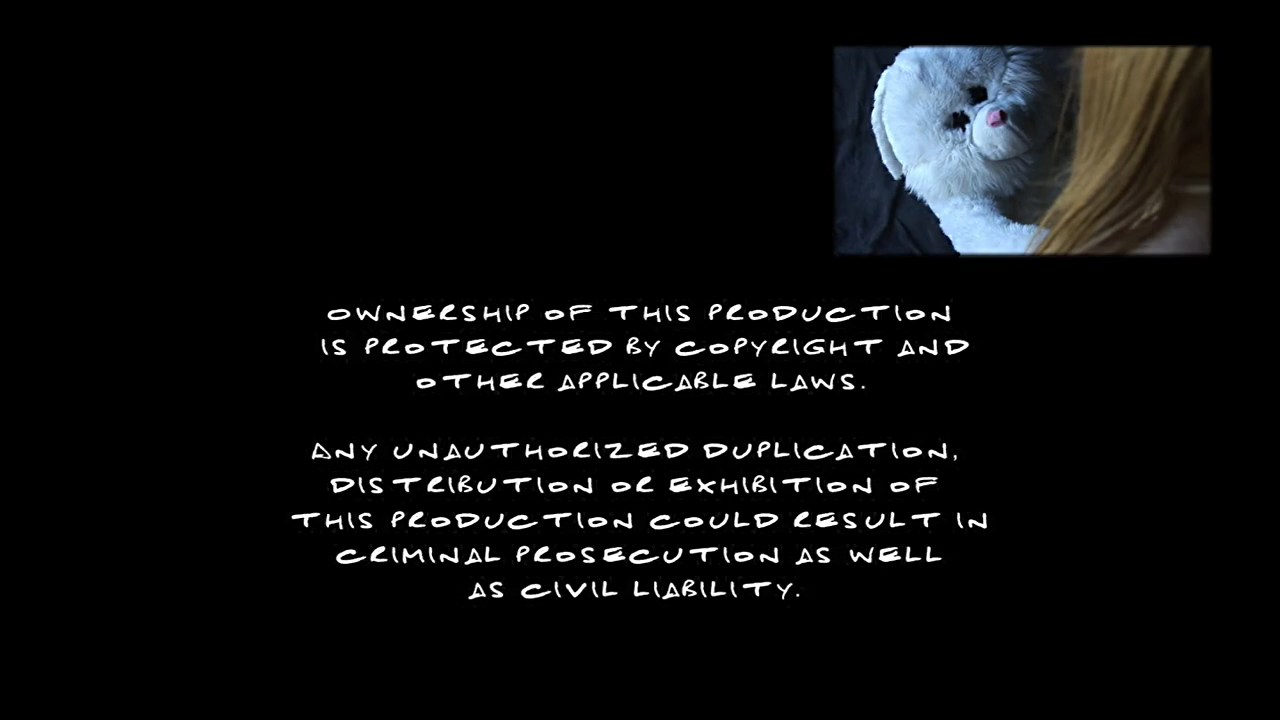 OWNERSHIP OF THIS PRODUCTION
IS PROTECTED BY COPYRIGHT AND
OTHER APPLICABLE LAWS.
ANY UNAUTHORIZED DUPLICATION,
DISTRIBUTION OR EXHIBITION OF
THIS PRODUCTION COULD RESULT IN
CRIMINAL PROSECUTION AS WELL
AS CIVIL LIABILITY.